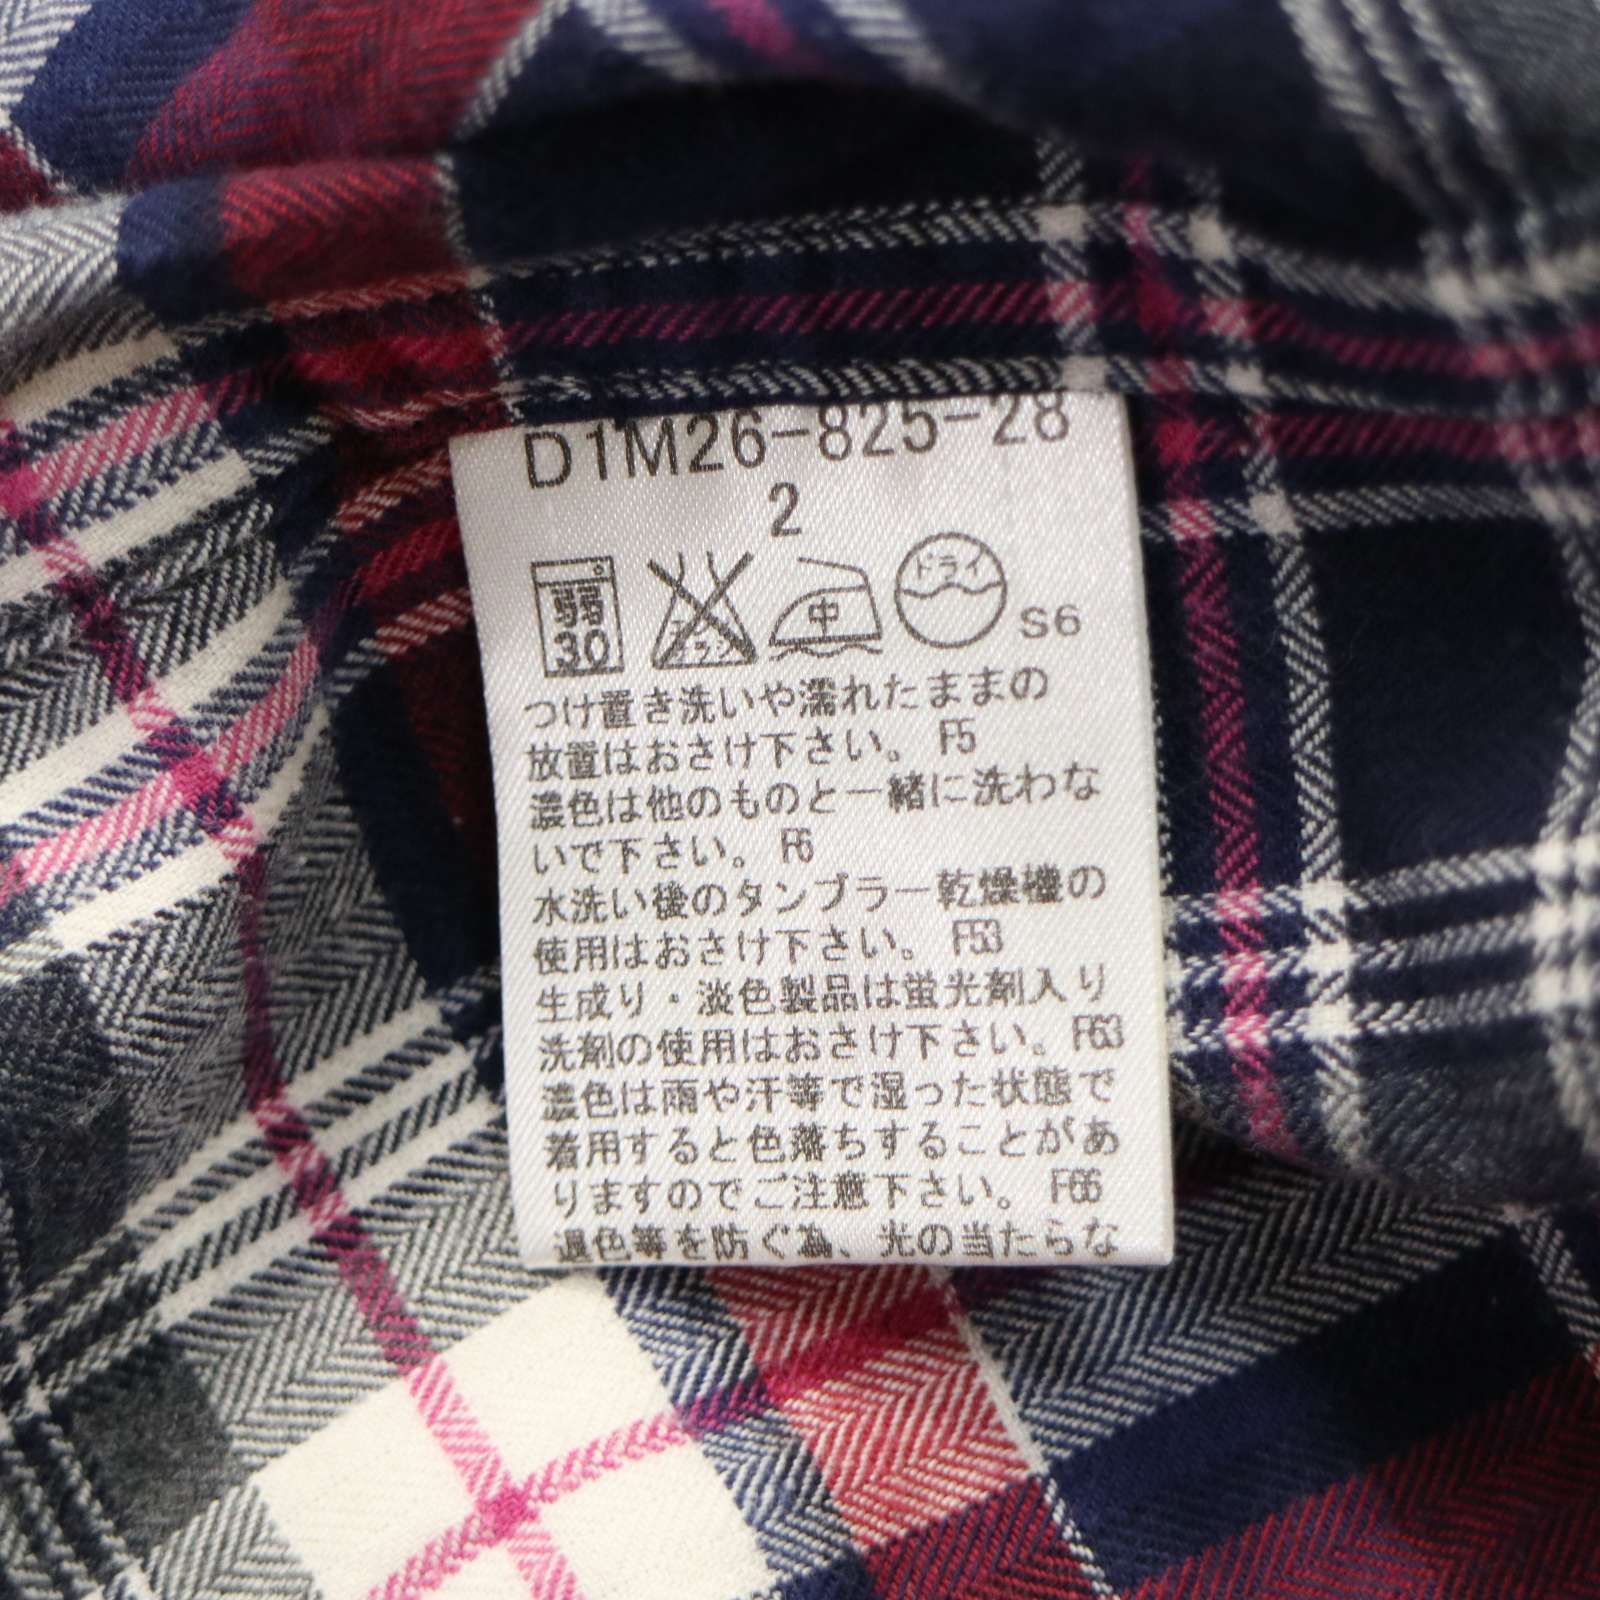 D1M26-825-28
2
30
エンソサラシ
中
ドライ
S6
つけ置き洗いや濡れたままの
放置はおさけ下さい。 F5
濃色は他のものと一緒に洗わな
いで下さい。 F6
水洗い後のタンブラー乾燥機の
使用はおさけ下さい。 F53
生成り・淡色製品は蛍光剤入り
洗剤の使用はおさけ下さい。 F63
濃色は雨や汗等で湿った状態で
着用すると色落ちすることがあ
りますのでご注意下さい。 F66
退色等を防ぐ為、光の当たらな